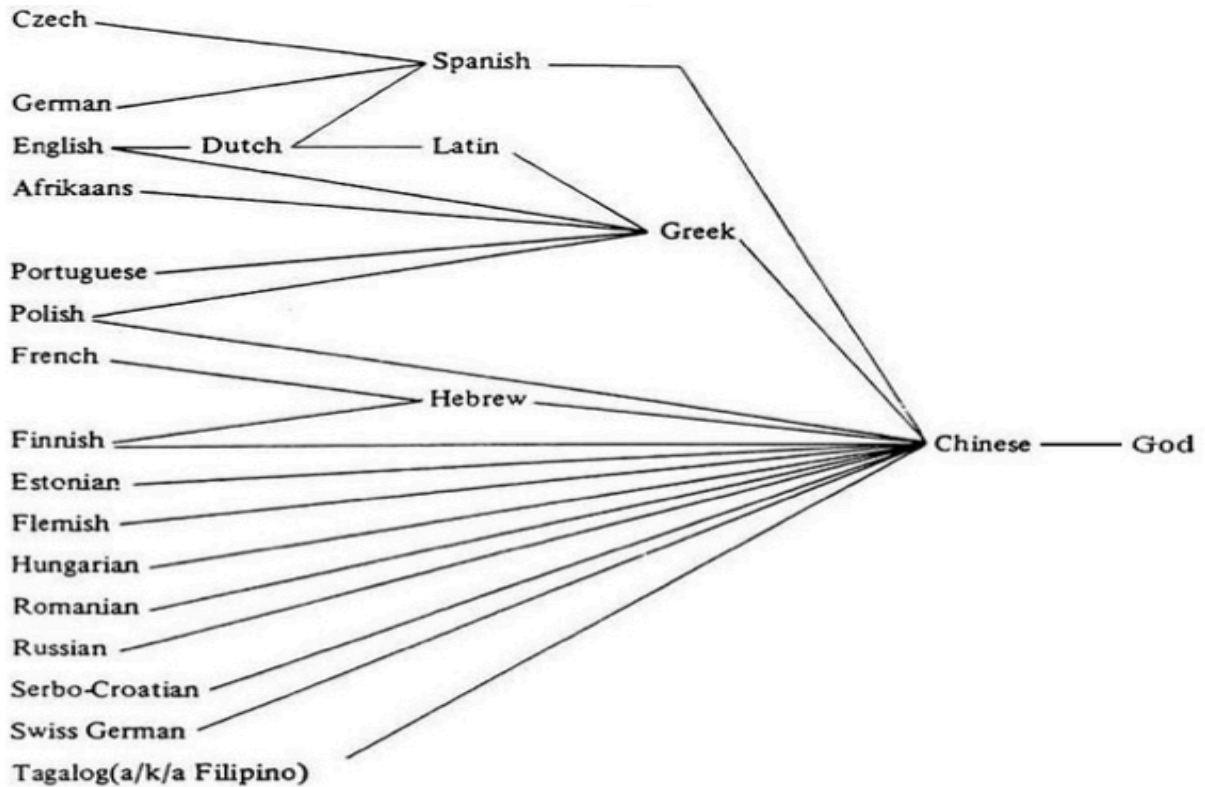 Czech
Spanish
German
English Dutch Latin
Afrikaans
Greek
Portuguese
Polish
French
Hebrew
Finnish Chinese God
Estonian
Flemish
Hungarian
Romanian
Russian
Serbo-Croatian
Swiss German
Tagalog(a/k/a Filipino)